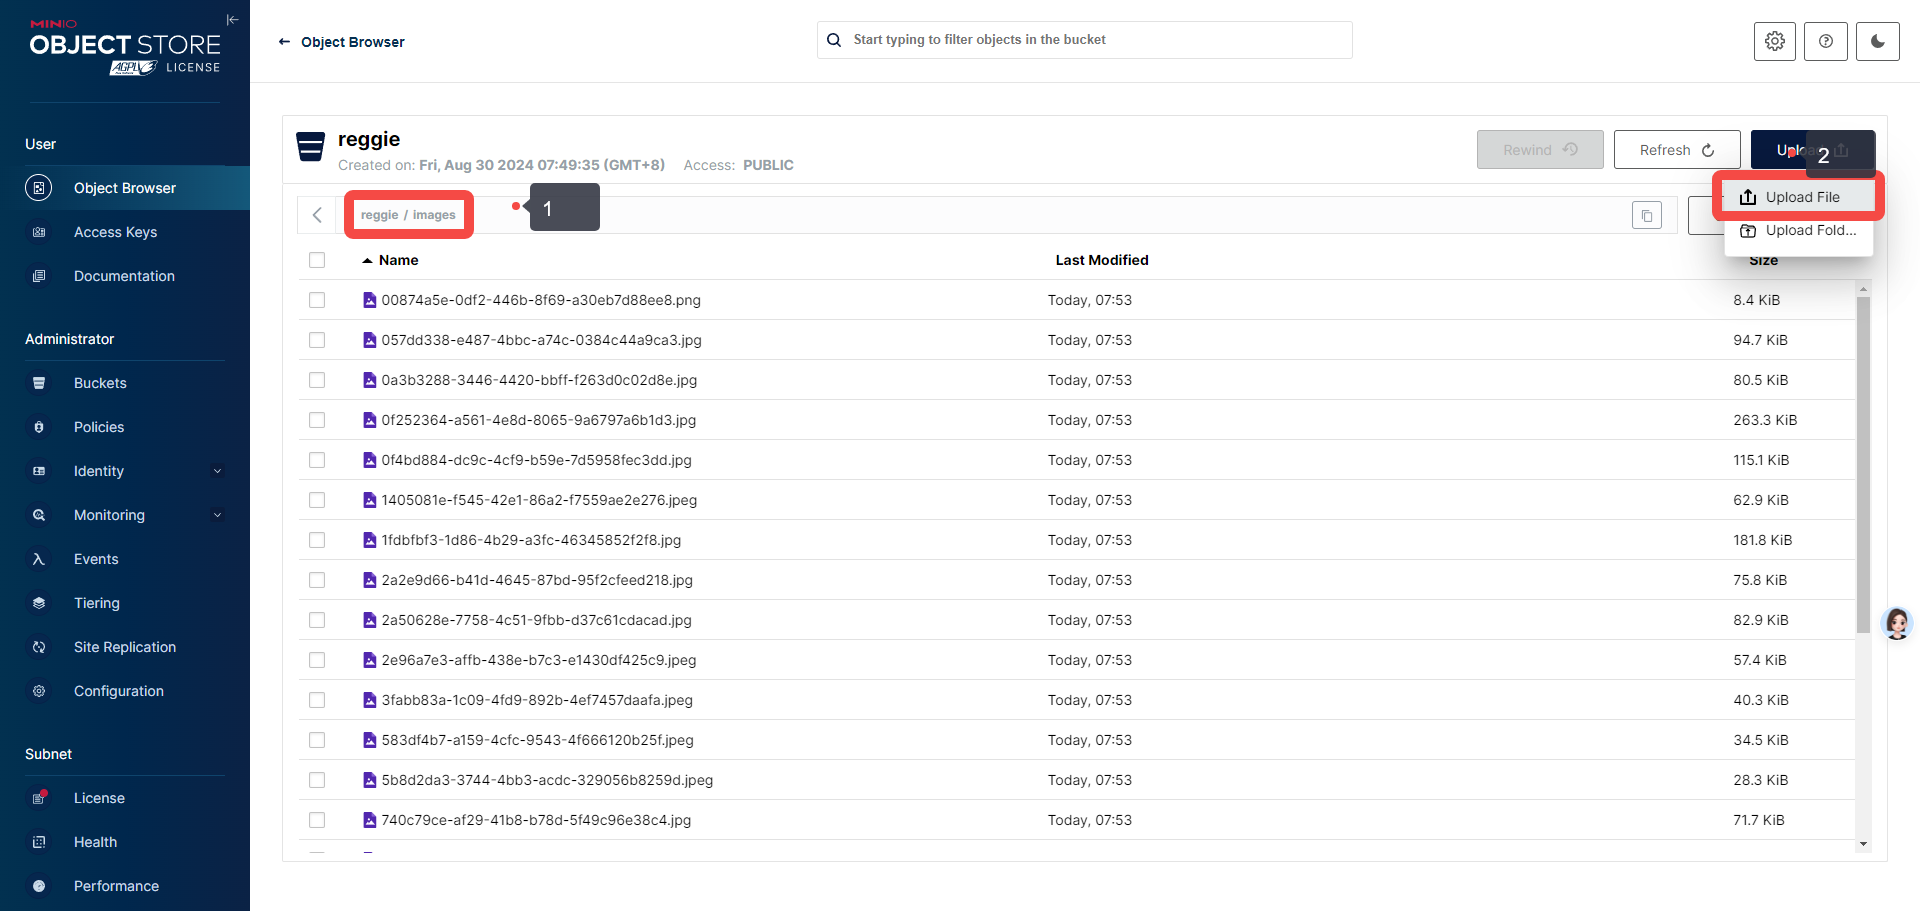 MINIO
OBJECT STORE
AGPLv3 LICENSE
User
Object Browser
Access Keys
Documentation
Administrator
Buckets
Policies
Identity
Monitoring
Events
Tiering
Site Replication
Configuration
Subnet
License
Health
Performance
Object Browser
Start typing to filter objects in the bucket
reggie
Created on: Fri, Aug 30 2024 07:49:35 (GMT+8) Access: PUBLIC
Rewind
Refresh
Upload
2
reggie / images
1
Upload File
Upload Fold...
Name Last Modified Size
00874a5e-0df2-446b-8f69-a30eb7d88ee8.png Today, 07:53 8.4 KiB
057dd338-e487-4bbc-a74c-0384c44a9ca3.jpg Today, 07:53 94.7 KiB
0a3b3288-3446-4420-bbff-f263d0c02d8e.jpg Today, 07:53 80.5 KiB
0f252364-a561-4e8d-8065-9a6797a6b1d3.jpg Today, 07:53 263.3 KiB
0f4bd884-dc9c-4cf9-b59e-7d5958fec3dd.jpg Today, 07:53 115.1 KiB
1405081e-f545-42e1-86a2-f7559ae2e276.jpeg Today, 07:53 62.9 KiB
1fdbfbf3-1d86-4b29-a3fc-46345852f2f8.jpg Today, 07:53 181.8 KiB
2a2e9d66-b41d-4645-87bd-95f2cfeed218.jpg Today, 07:53 75.8 KiB
2a50628e-7758-4c51-9fbb-d37c61cdacad.jpg Today, 07:53 82.9 KiB
2e96a7e3-affb-438e-b7c3-e1430df425c9.jpeg Today, 07:53 57.4 KiB
3fabb83a-1c09-4fd9-892b-4ef7457daafa.jpeg Today, 07:53 40.3 KiB
583df4b7-a159-4cfc-9543-4f666120b25f.jpeg Today, 07:53 34.5 KiB
5b8d2da3-3744-4bb3-acdc-329056b8259d.jpeg Today, 07:53 28.3 KiB
740c79ce-af29-41b8-b78d-5f49c96e38c4.jpg Today, 07:53 71.7 KiB